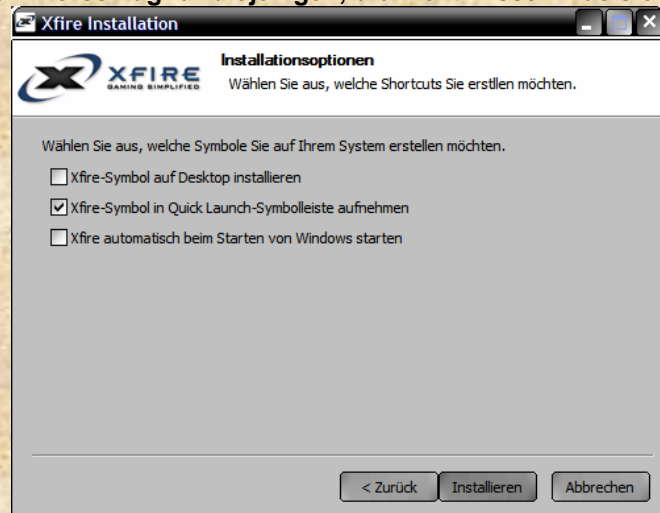 Xfire Installation
XFIRE
GAMING SIMPLIFIED
Installationsoptionen
Wählen Sie aus, welche Shortcuts Sie erstllen möchten.
Wählen Sie aus, welche Symbole Sie auf Ihrem System erstellen möchten.
Xfire-Symbol auf Desktop installieren
Xfire-Symbol in Quick Launch-Symbolleiste aufnehmen
Xfire automatisch beim Starten von Windows starten
< Zurück Installieren Abbrechen